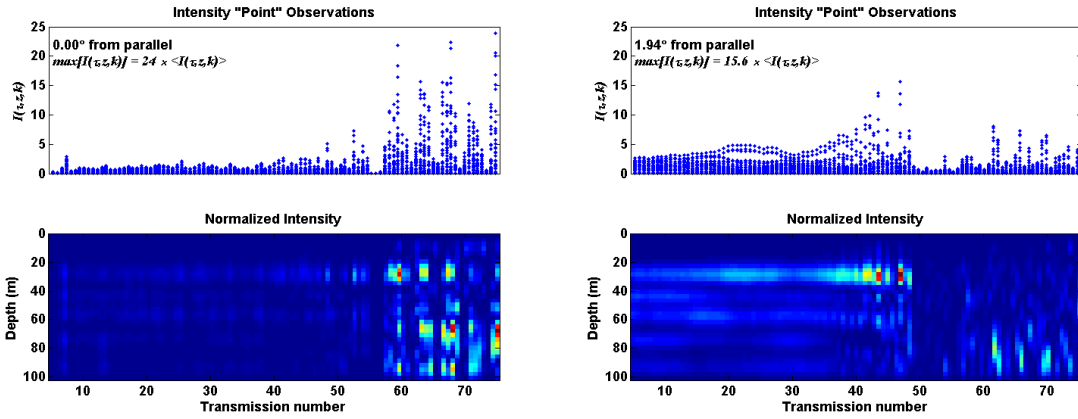 Intensity "Point" Observations
25
20
15
10
5
0
I(τ,z,k)
0.00° from parallel
max[I(τ,z,k)] = 24 × <I(τ,z,k)>
Normalized Intensity
0
20
40
60
80
100
Depth (m)
10 20 30 40 50 60 70
Transmission number
Intensity "Point" Observations
25
20
15
10
5
0
I(τ,z,k)
1.94° from parallel
max[I(τ,z,k)] = 15.6 × <I(τ,z,k)>
Normalized Intensity
0
20
40
60
80
100
Depth (m)
10 20 30 40 50 60 70
Transmission number